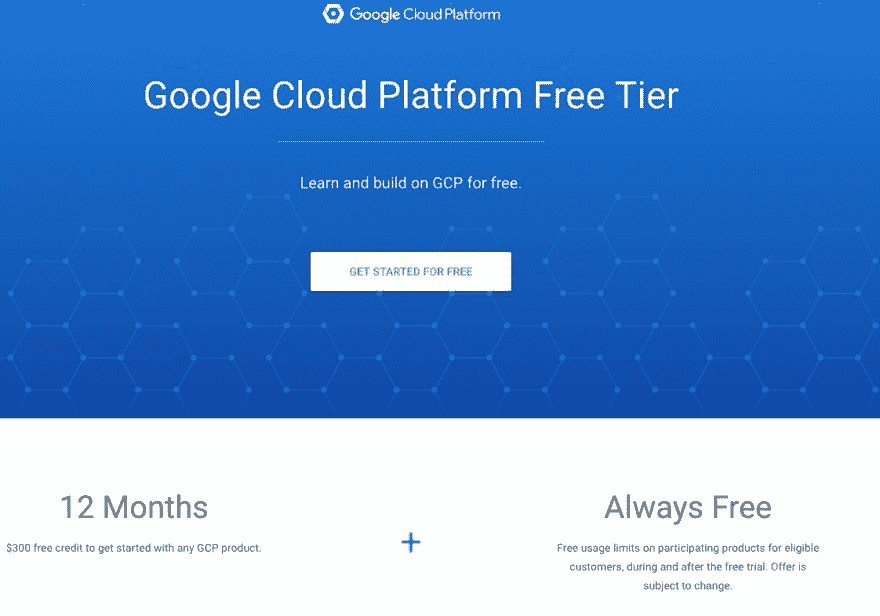 Google Cloud Platform
Google Cloud Platform Free Tier
Learn and build on GCP for free.
GET STARTED FOR FREE
12 Months
$300 free credit to get started with any GCP product.
+
Always Free
Free usage limits on participating products for eligible
customers, during and after the free trial. Offer is
subject to change.